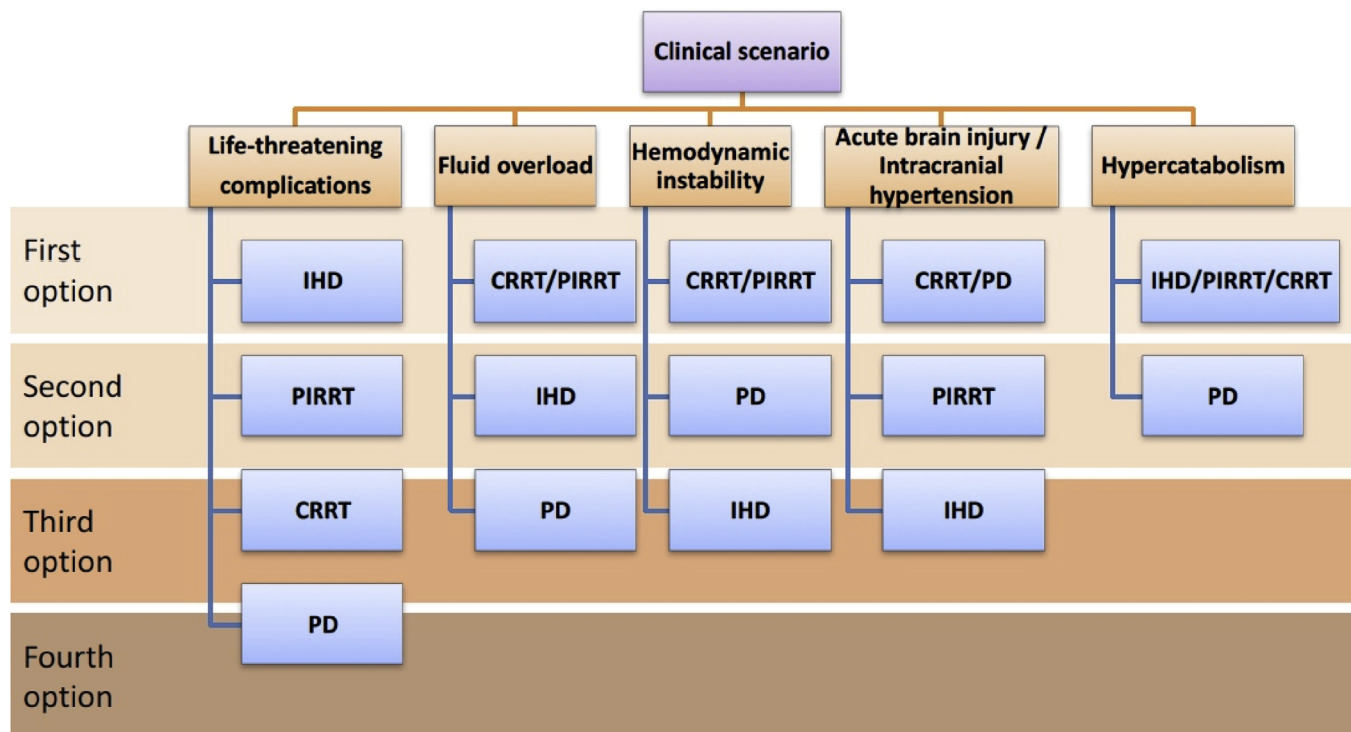 Clinical scenario
Life-threatening
complications
Fluid overload
Hemodynamic
instability
Acute brain injury /
Intracranial
hypertension
Hypercatabolism
First
option
IHD
CRRT/PIRRT
CRRT/PIRRT
CRRT/PD
IHD/PIRRT/CRRT
Second
option
PIRRT
IHD
PD
PIRRT
PD
Third
option
CRRT
PD
IHD
IHD
Fourth
option
PD